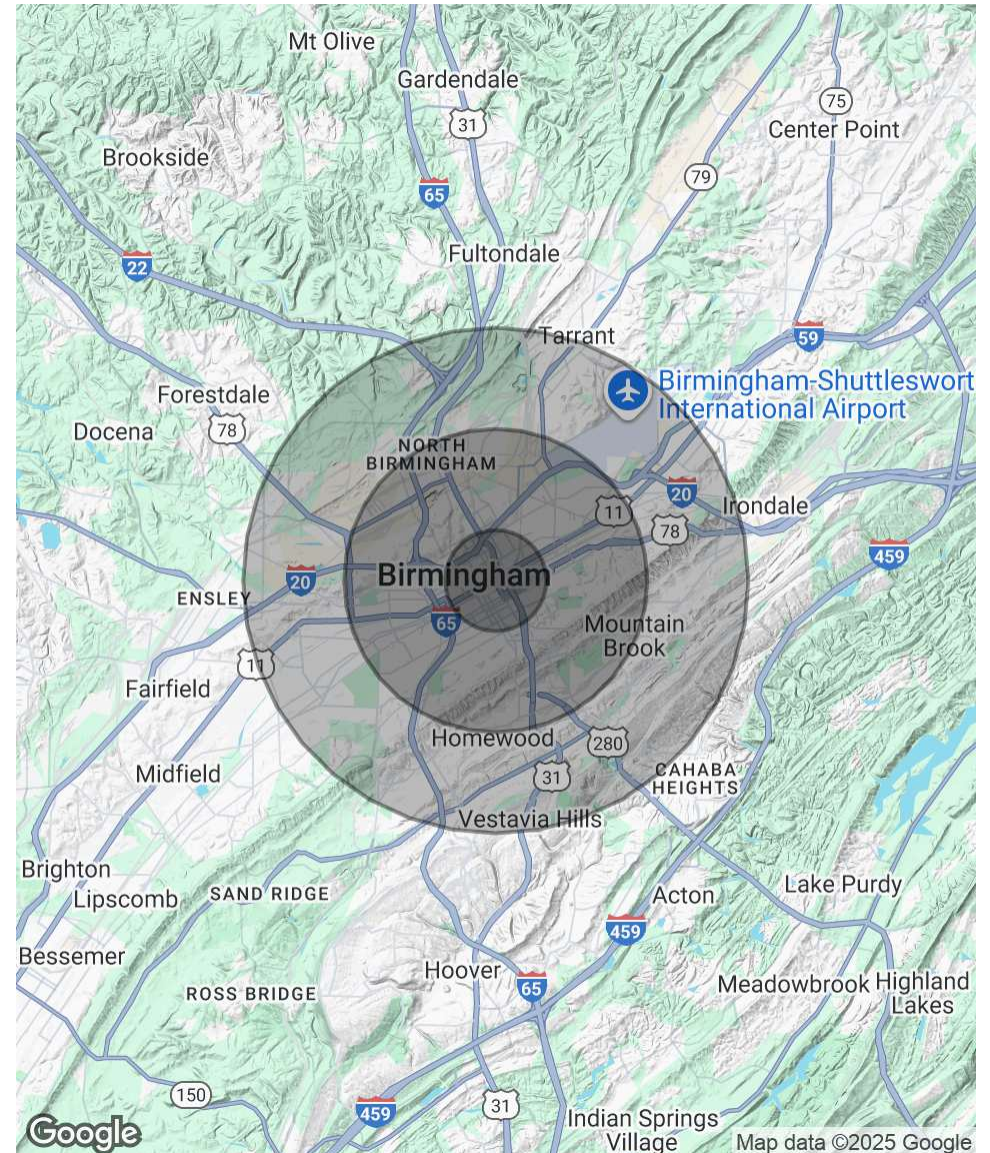 Mt Olive
Gardendale
31
75
Center Point
Brookside
79
65
Fultondale
22
59
Tarrant
Birmingham-Shuttleswort
International Airport
Forestdale
78
Docena
NORTH
BIRMINGHAM
20
11
Irondale
78
459
Birmingham
20
ENSLEY
65
Mountain
Brook
11
Fairfield
Homewood
280
31
Midfield
CAHABA
HEIGHTS
Vestavia Hills
Brighton
Lipscomb
SAND RIDGE
Acton
Lake Purdy
459
Bessemer
Hoover
65
Meadowbrook
Highland
Lakes
ROSS BRIDGE
150
459
31
Indian Springs
Village
Google
Map data ©2025 Google